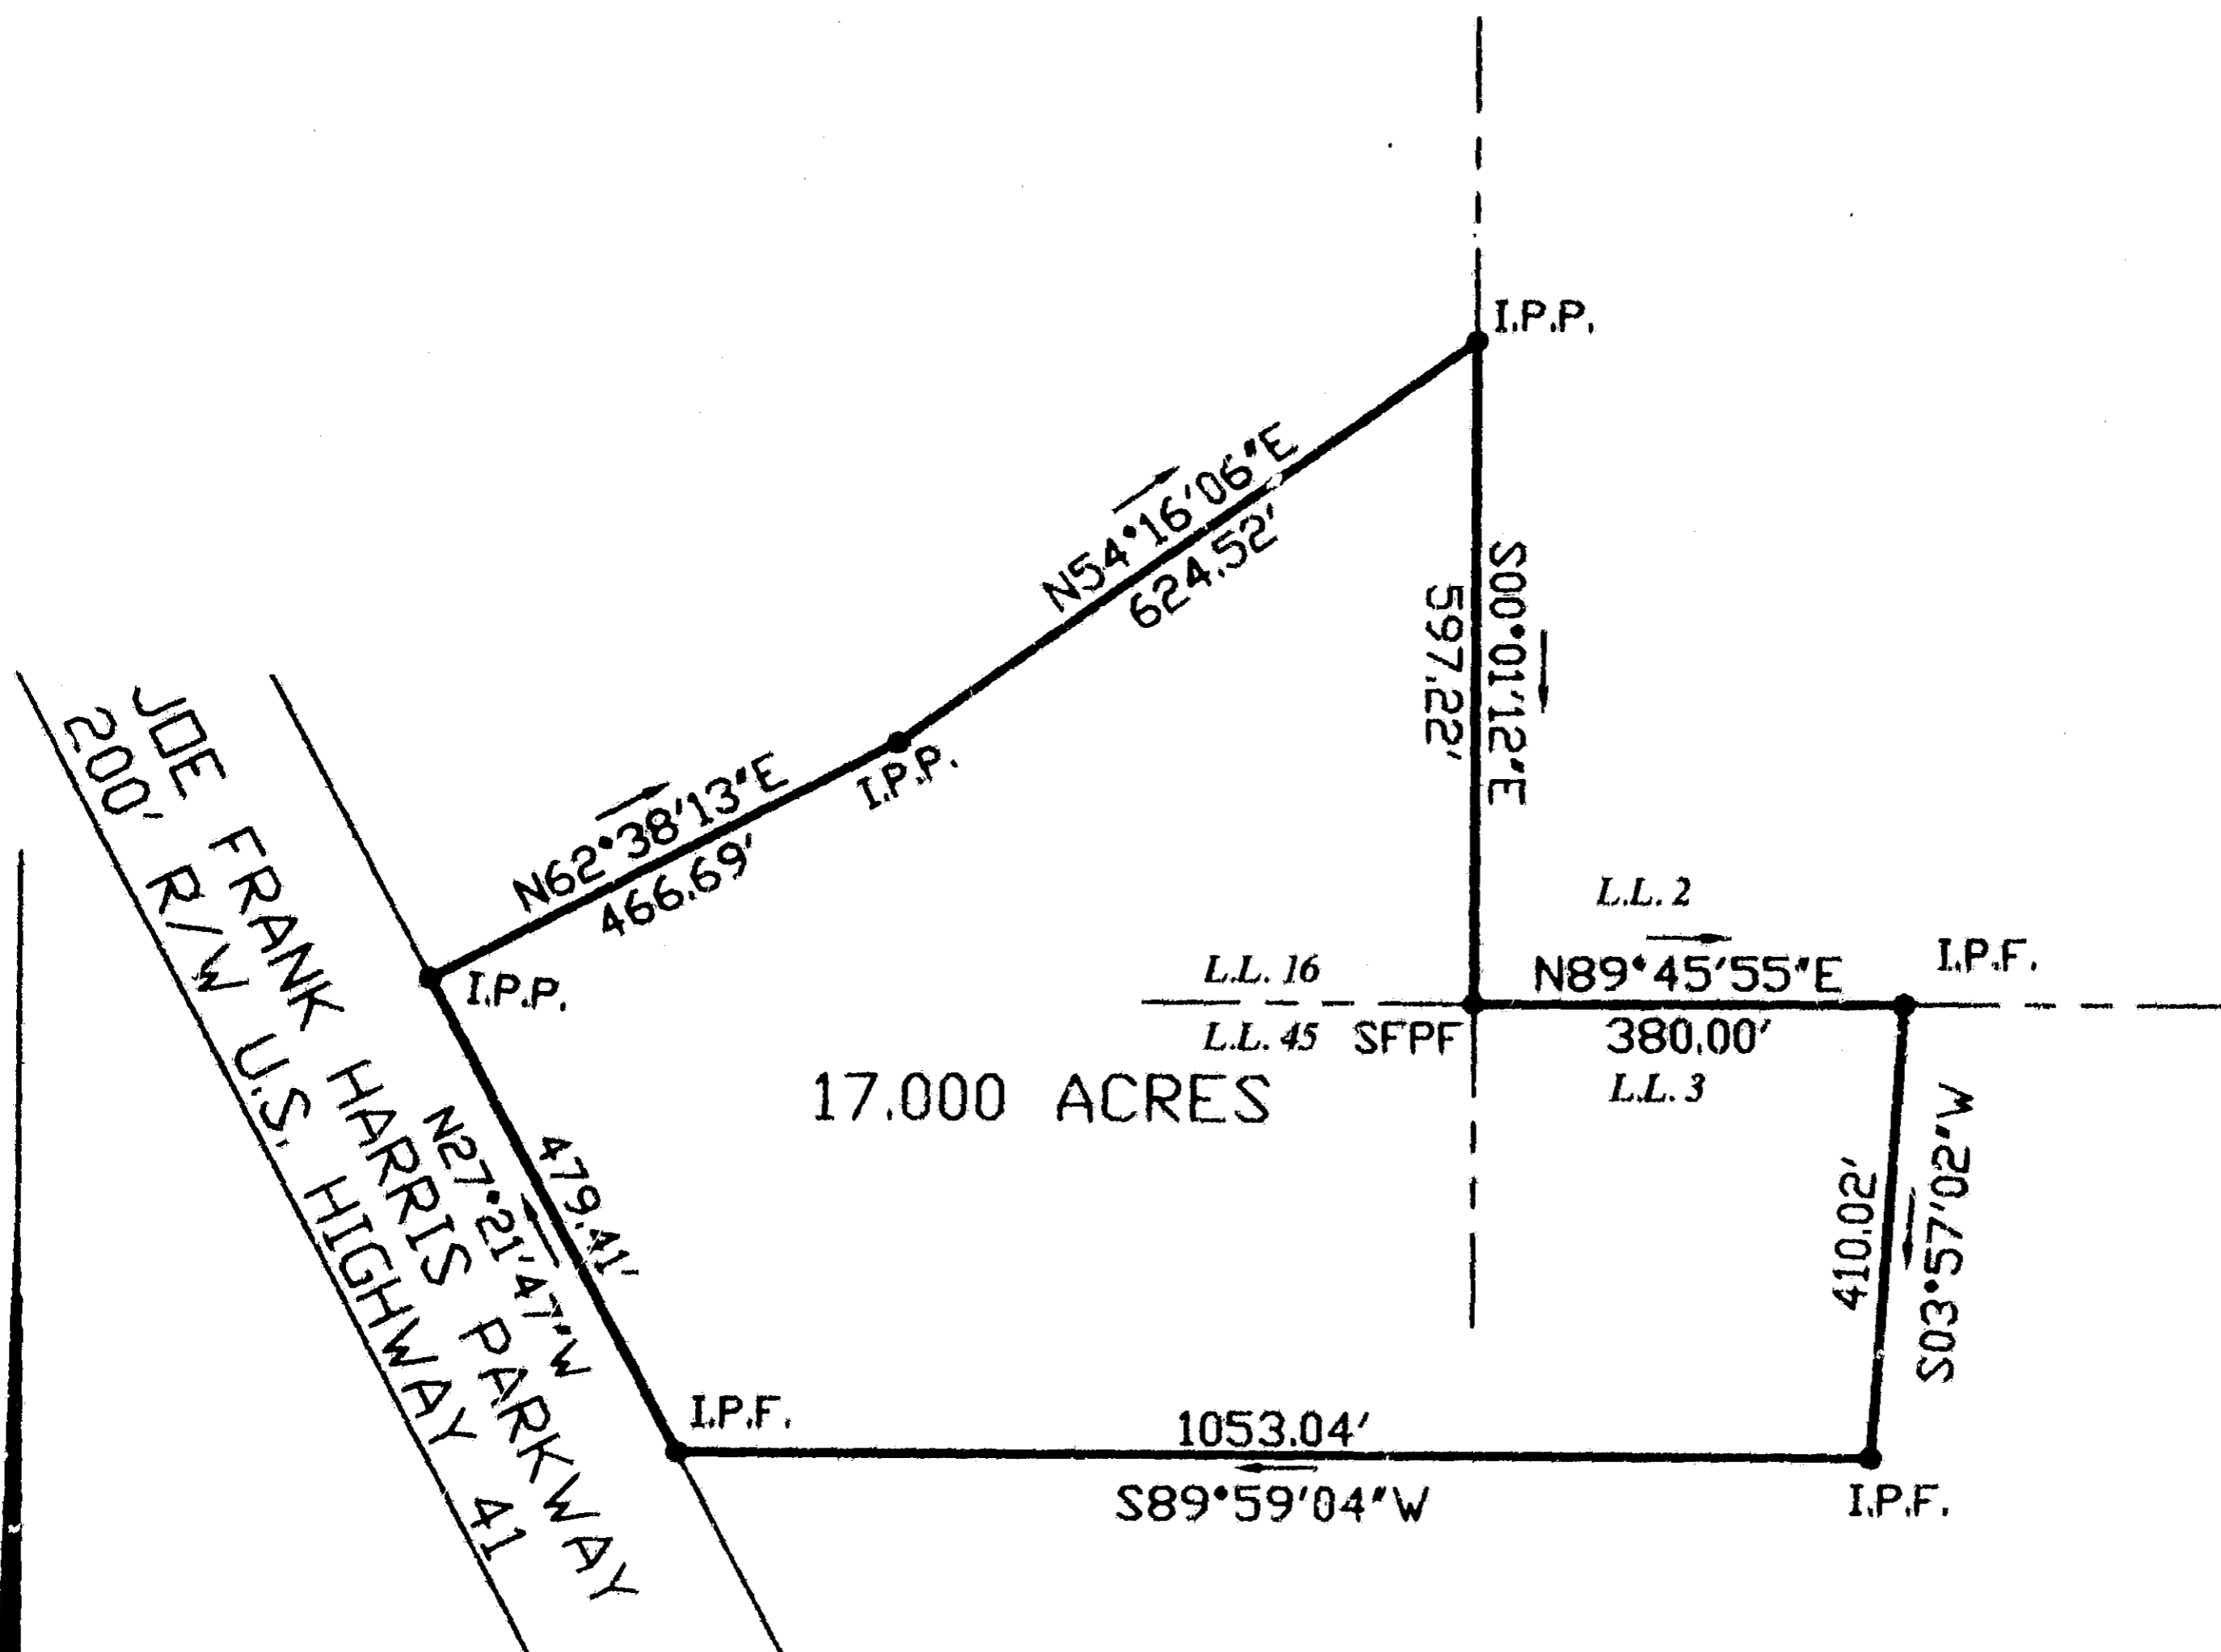 I.P.P.
N54°16'06"E
624.52'
S00°01'12"E
597.22'
I.P.P.
N62°38'13"E
466.69'
I.P.P.
JOE FRANK HARRIS PARKWAY
200' R/W U.S. HIGHWAY 41
L.L. 2
L.L. 16
N89°45'55"E
I.P.F.
L.L. 45
SFPF
380.00'
L.L. 3
17.000 ACRES
N27°21'47"W
479.41'
410.02'
S03°57'02"W
I.P.F.
1053.04'
S89°59'04"W
I.P.F.